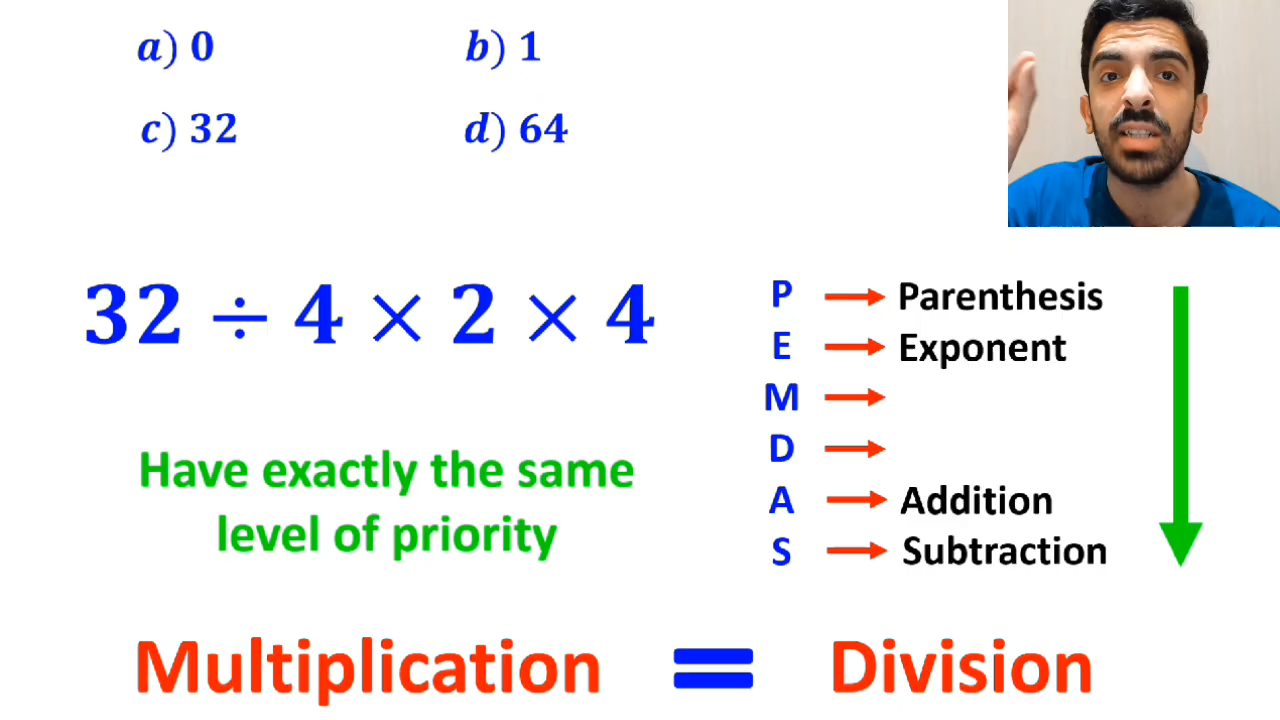 a) 0 b) 1
c) 32 d) 64
32 ÷ 4 × 2 × 4
Have exactly the same
level of priority
P → Parenthesis
E → Exponent
M →
D →
A → Addition
S → Subtraction
Multiplication = Division